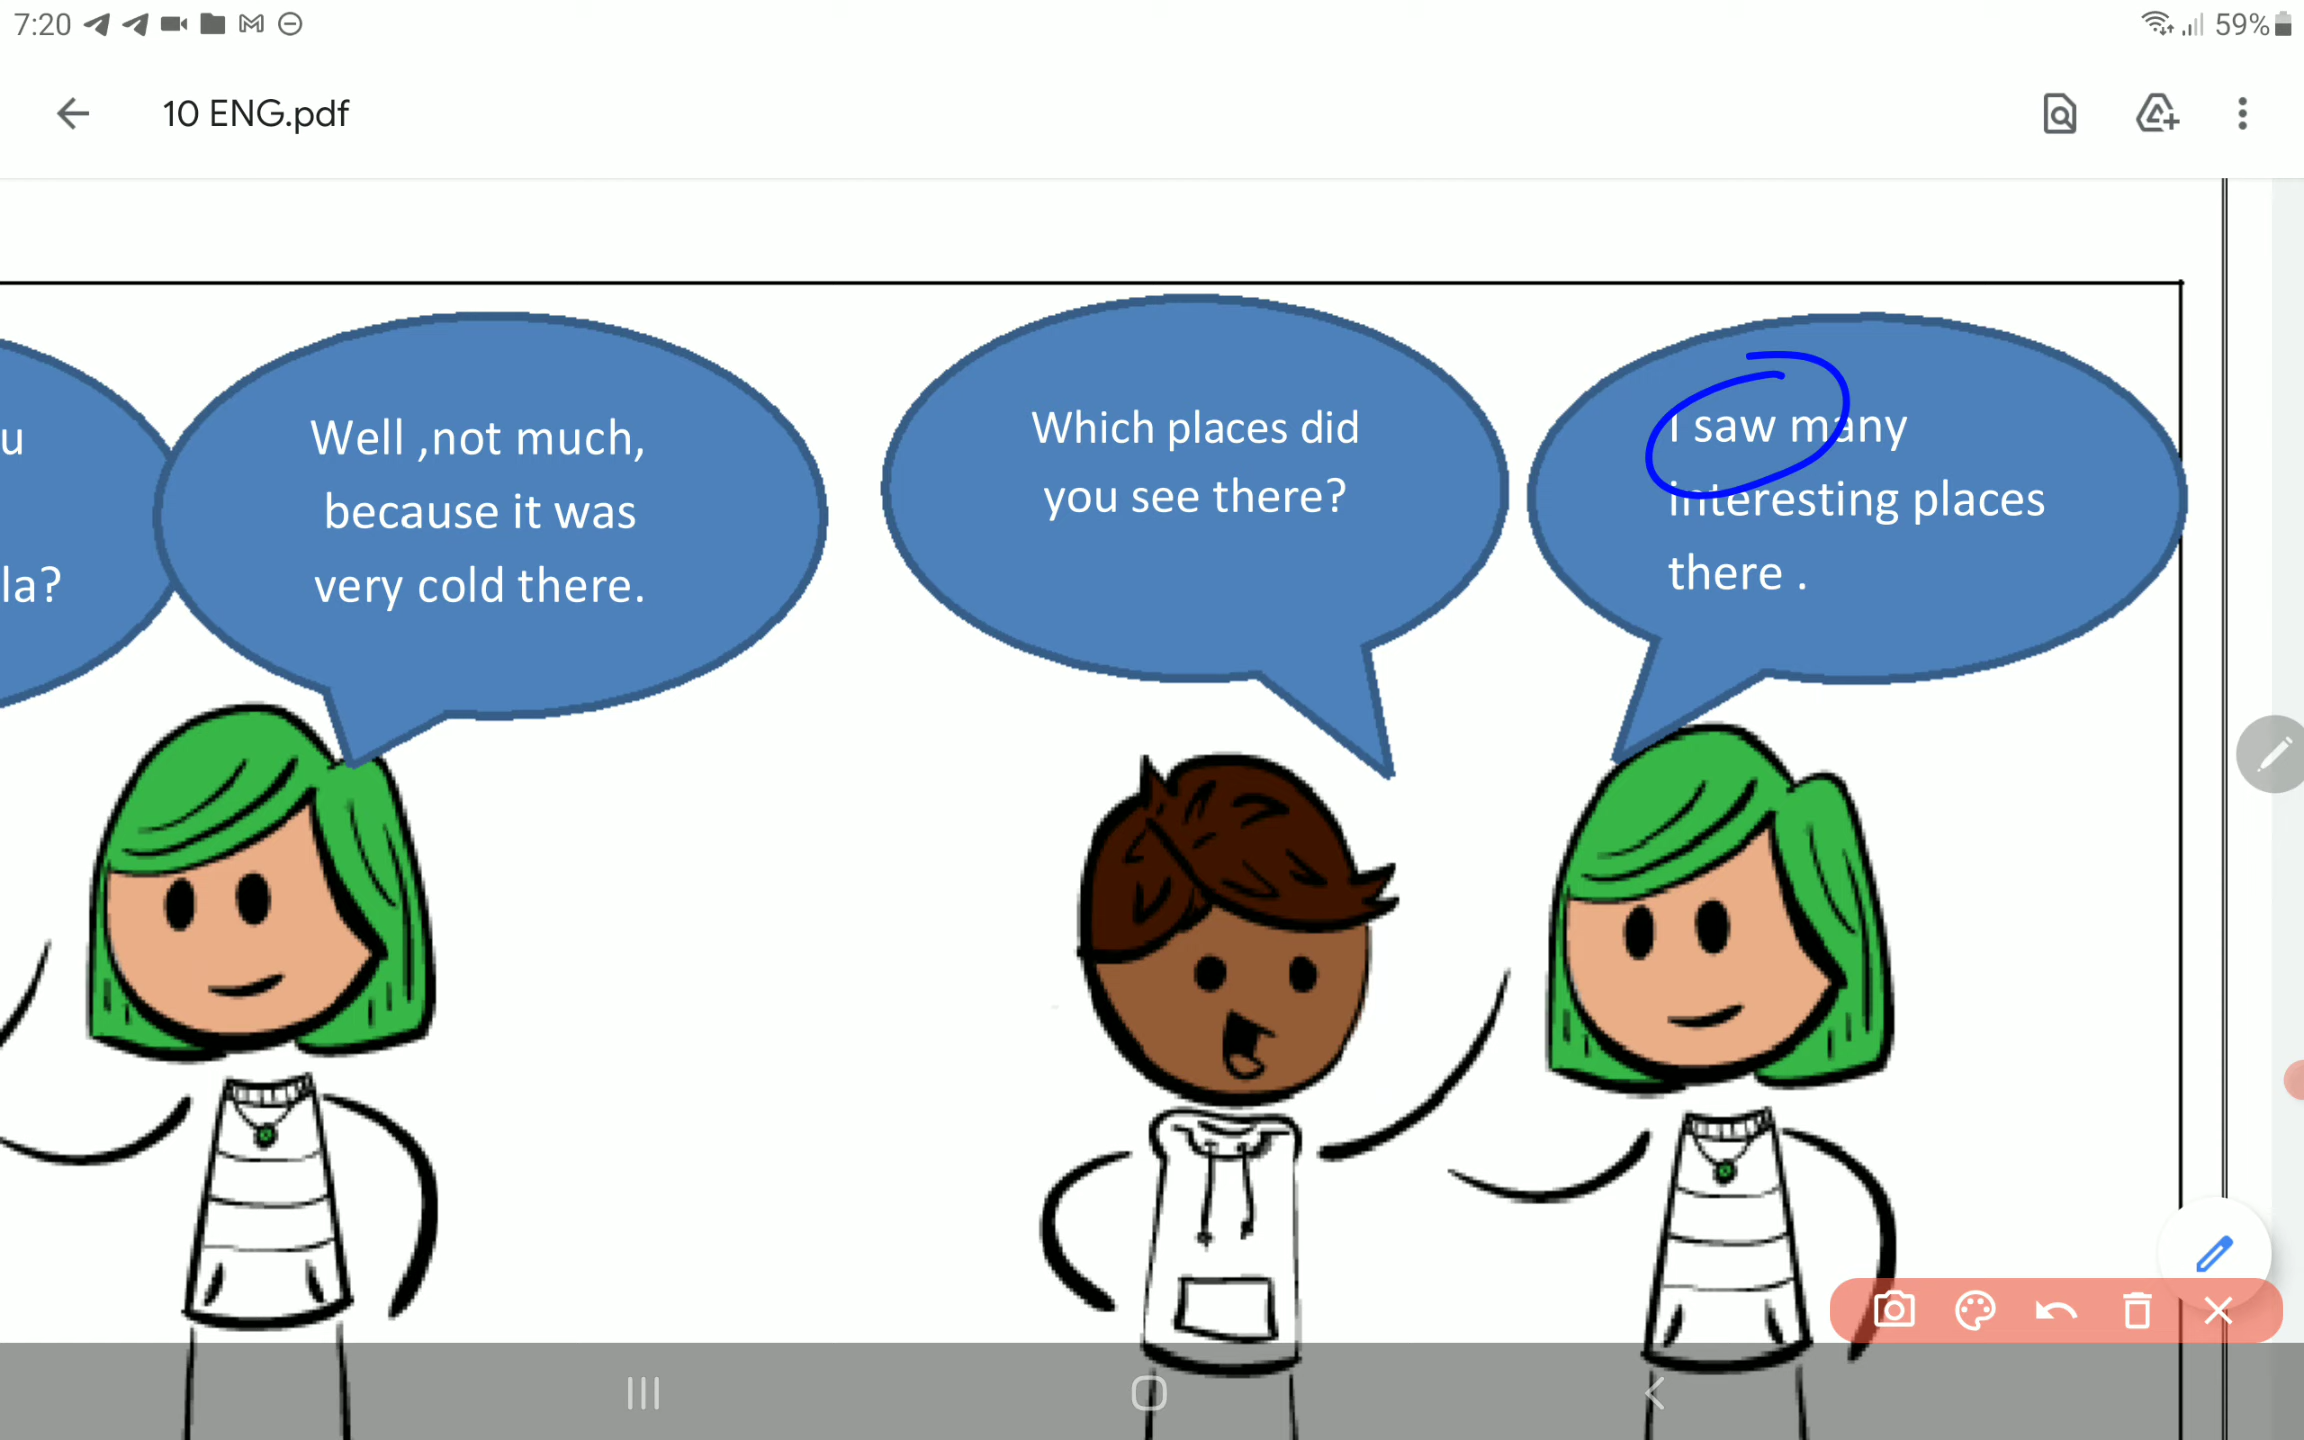 7:20
59%
10 ENG.pdf
u
la?
Well ,not much,
because it was
very cold there.
Which places did
you see there?
I saw many
interesting places
there .